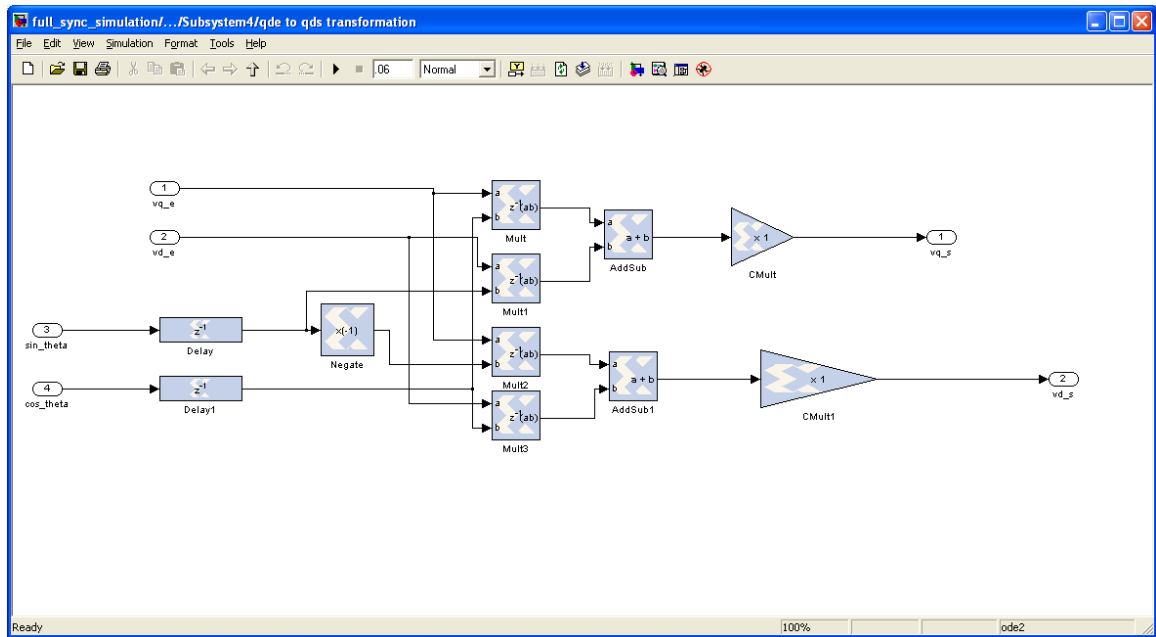 full_sync_simulation/.../Subsystem4/qde to qds transformation
File Edit View Simulation Format Tools Help
.06 Normal
1
vq_e
2
vd_e
3
sin_theta
4
cos_theta
z-1
Delay
z-1
Delay1
x(-1)
Negate
a
b
z-1(ab)
Mult
a
b
z-1(ab)
Mult1
a
b
z-1(ab)
Mult2
a
b
z-1(ab)
Mult3
a
b
a + b
AddSub
a
b
a + b
AddSub1
x 1
CMult
x 1
CMult1
1
vq_s
2
vd_s
Ready 100% ode2